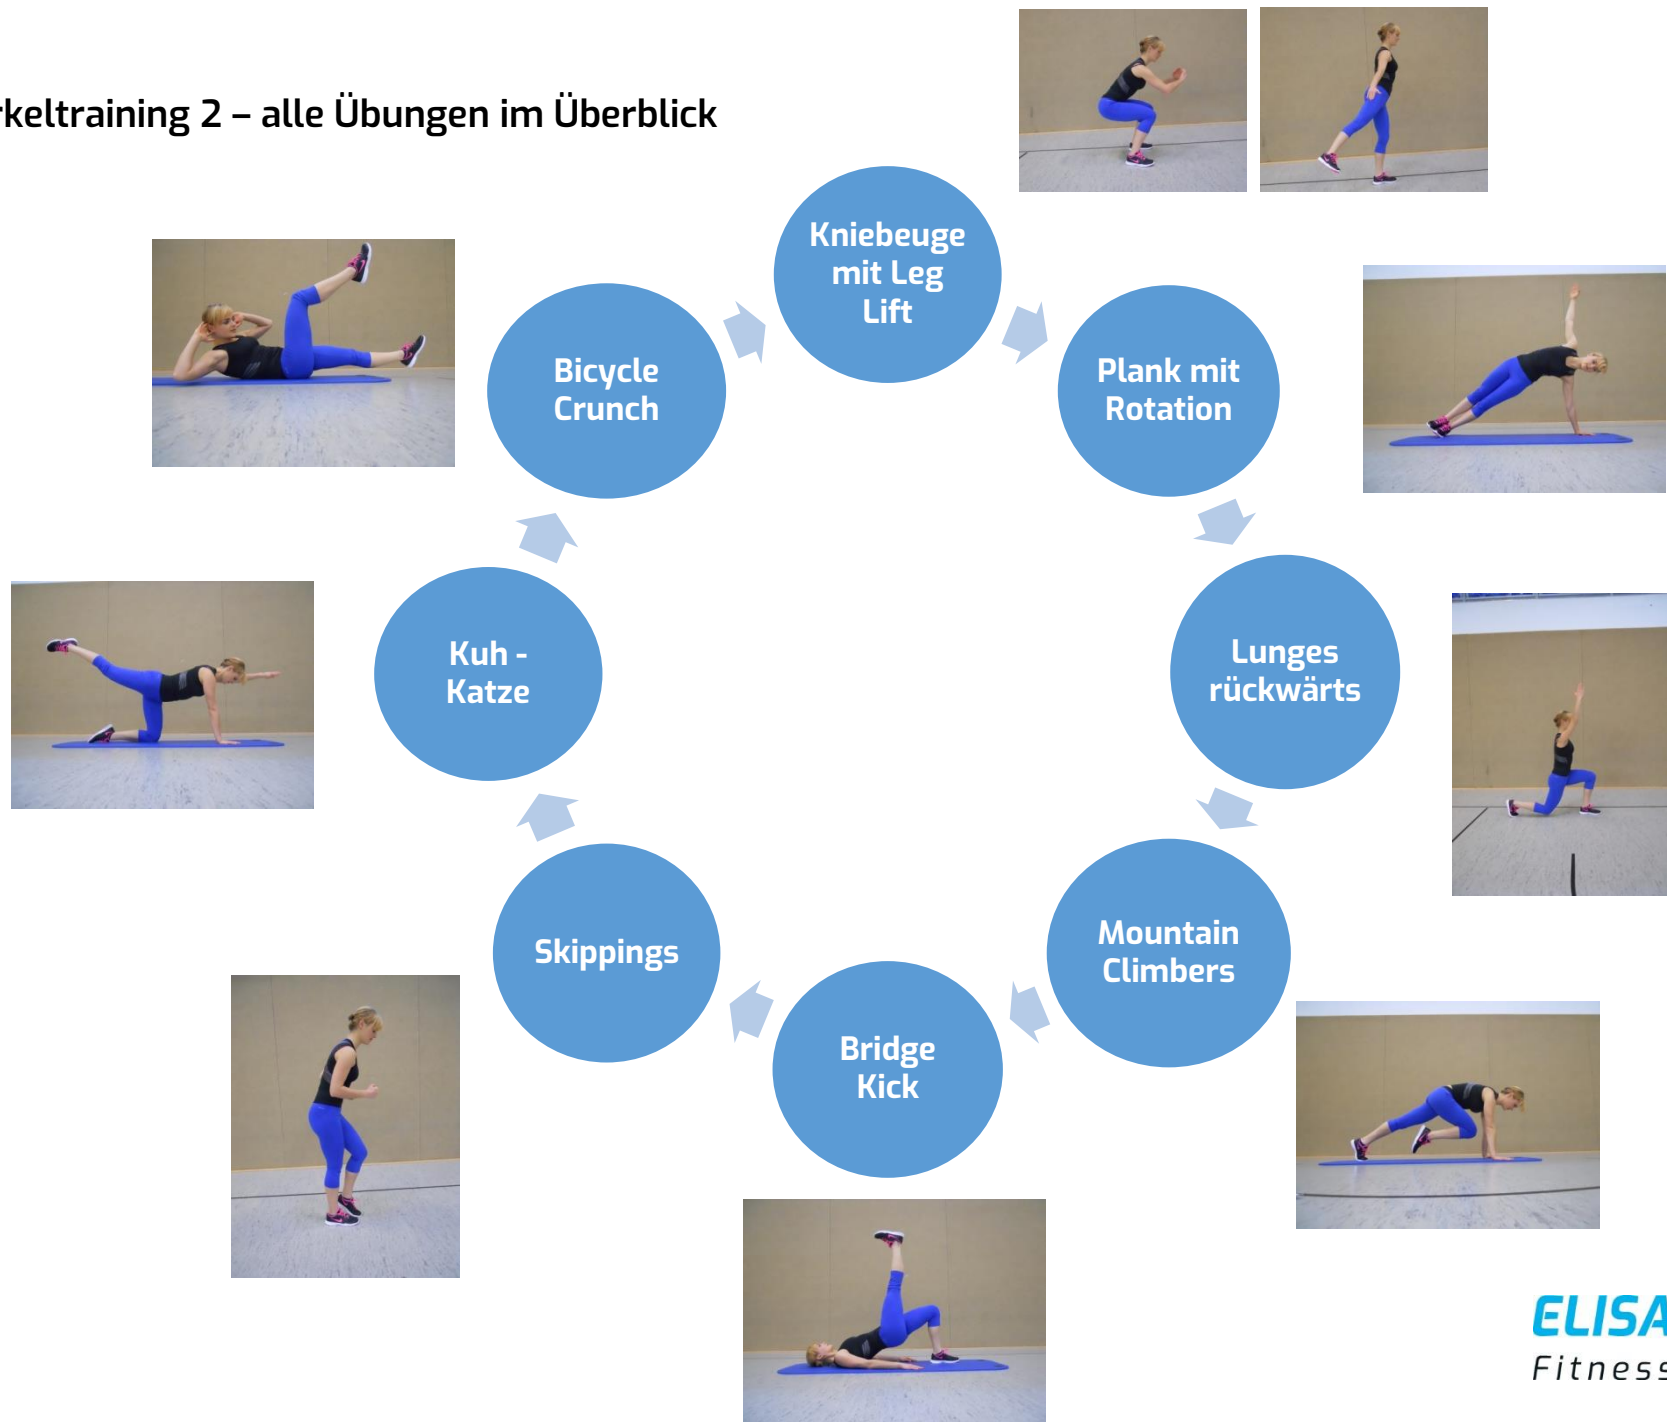 rkeltraining 2 – alle Übungen im Überblick
Kniebeuge
mit Leg
Lift
Plank mit
Rotation
Lunges
rückwärts
Mountain
Climbers
Bridge
Kick
Skippings
Kuh -
Katze
Bicycle
Crunch
ELISA
Fitness